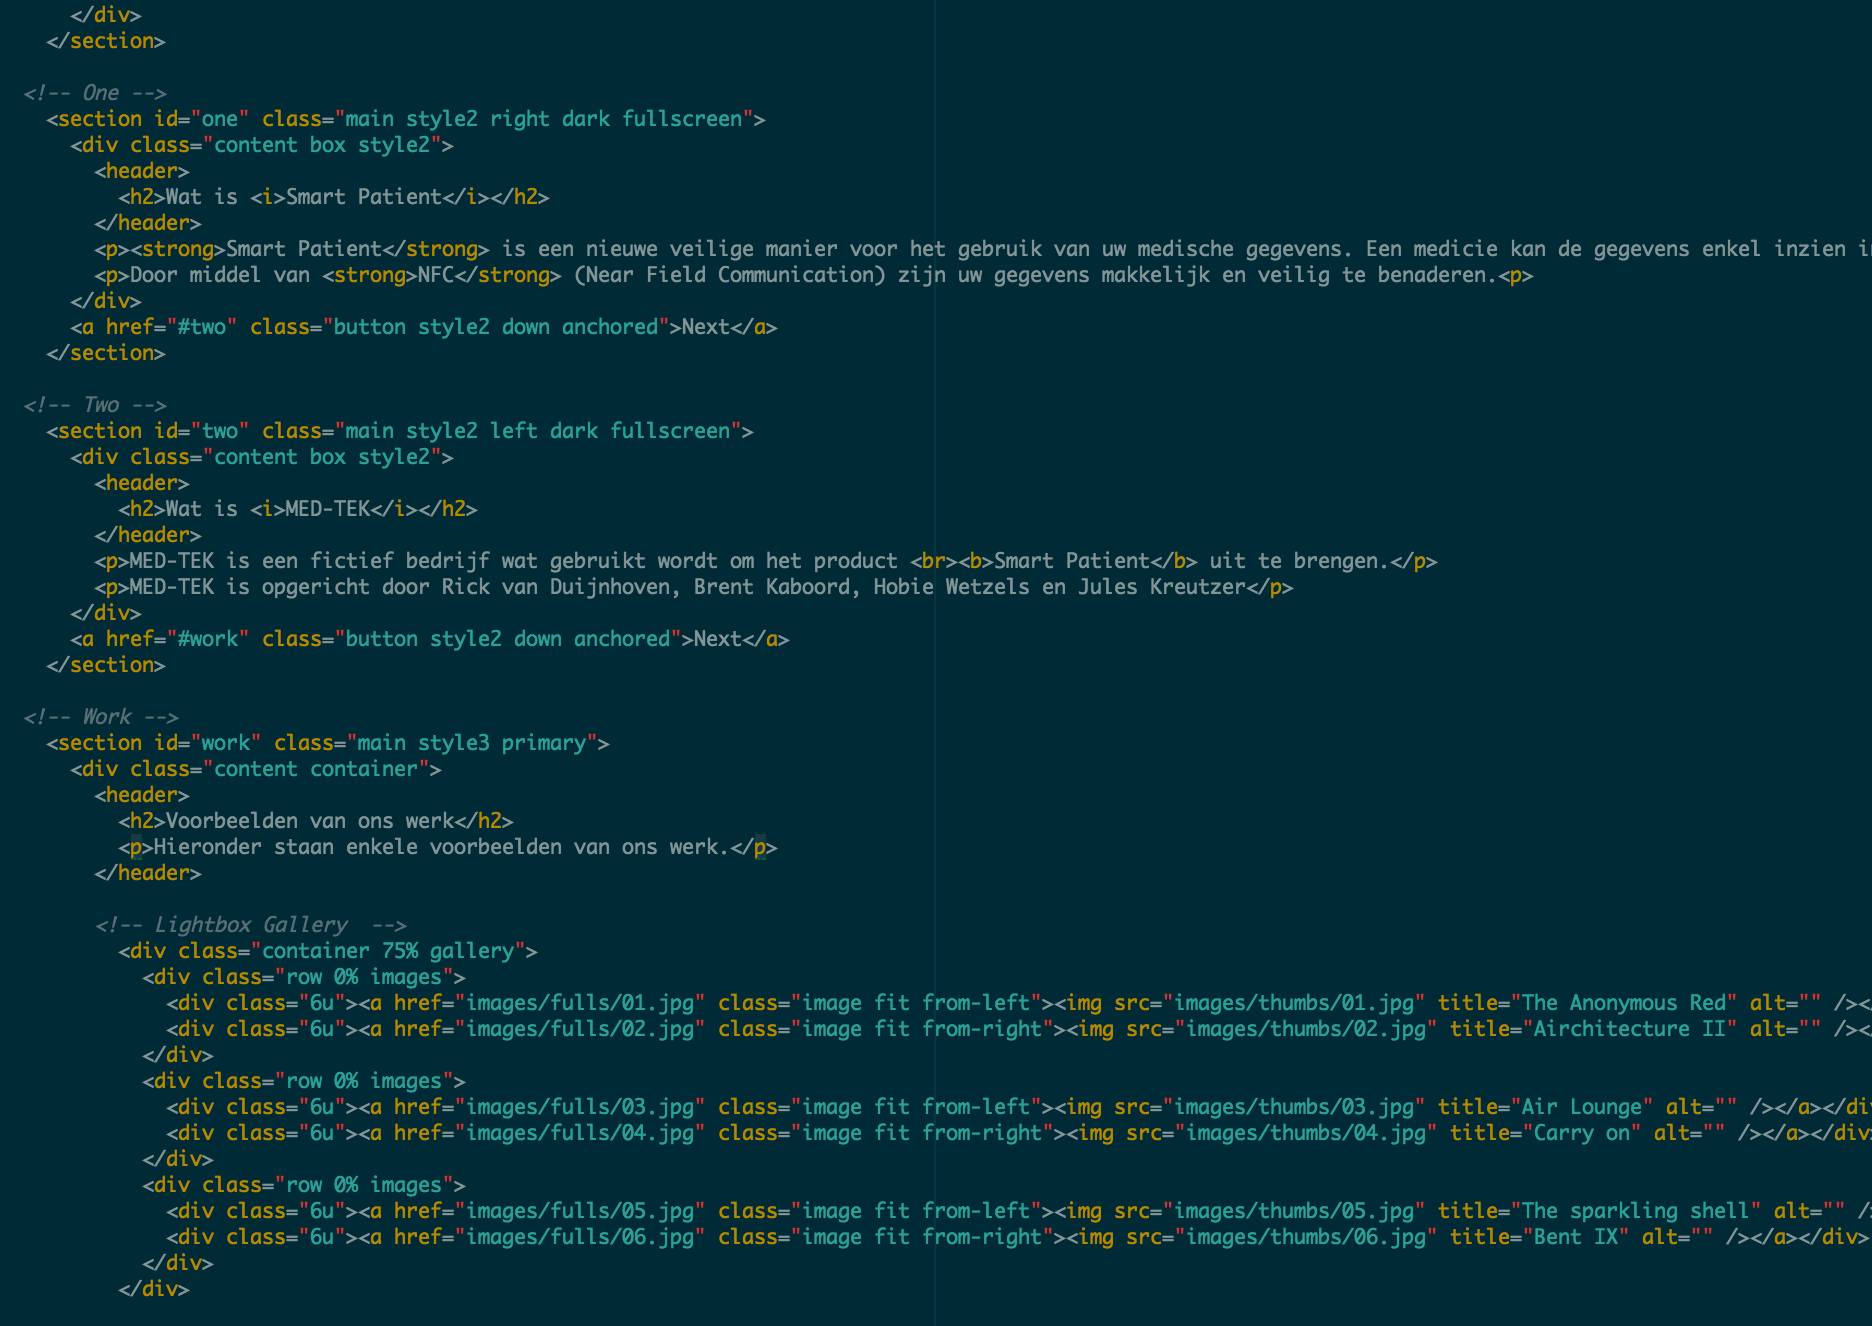 </div>
</section>
<!-- One -->
<section id="one" class="main style2 right dark fullscreen">
<div class="content box style2">
<header>
<h2>Wat is <i>Smart Patient</i></h2>
</header>
<p><strong>Smart Patient</strong> is een nieuwe veilige manier voor het gebruik van uw medische gegevens. Een medicie kan de gegevens enkel inzien
<p>Door middel van <strong>NFC</strong> (Near Field Communication) zijn uw gegevens makkelijk en veilig te benaderen.<p>
</div>
<a href="#two" class="button style2 down anchored">Next</a>
</section>
<!-- Two -->
<section id="two" class="main style2 left dark fullscreen">
<div class="content box style2">
<header>
<h2>Wat is <i>MED-TEK</i></h2>
</header>
<p>MED-TEK is een fictief bedrijf wat gebruikt wordt om het product <br><b>Smart Patient</b> uit te brengen.</p>
<p>MED-TEK is opgericht door Rick van Duijnhoven, Brent Kaboord, Hobie Wetzels en Jules Kreutzer</p>
</div>
<a href="#work" class="button style2 down anchored">Next</a>
</section>
<!-- Work -->
<section id="work" class="main style3 primary">
<div class="content container">
<header>
<h2>Voorbeelden van ons werk</h2>
<p>Hieronder staan enkele voorbeelden van ons werk.</p>
</header>
<!-- Lightbox Gallery  -->
<div class="container 75% gallery">
<div class="row 0% images">
<div class="6u"><a href="images/fulls/01.jpg" class="image fit from-left"><img src="images/thumbs/01.jpg" title="The Anonymous Red" alt="" /><
<div class="6u"><a href="images/fulls/02.jpg" class="image fit from-right"><img src="images/thumbs/02.jpg" title="Airchitecture II" alt="" /><
</div>
<div class="row 0% images">
<div class="6u"><a href="images/fulls/03.jpg" class="image fit from-left"><img src="images/thumbs/03.jpg" title="Air Lounge" alt="" /></a></div
<div class="6u"><a href="images/fulls/04.jpg" class="image fit from-right"><img src="images/thumbs/04.jpg" title="Carry on" alt="" /></a></div>
</div>
<div class="row 0% images">
<div class="6u"><a href="images/fulls/05.jpg" class="image fit from-left"><img src="images/thumbs/05.jpg" title="The sparkling shell" alt="" /
<div class="6u"><a href="images/fulls/06.jpg" class="image fit from-right"><img src="images/thumbs/06.jpg" title="Bent IX" alt="" /></a></div>
</div>
</div>